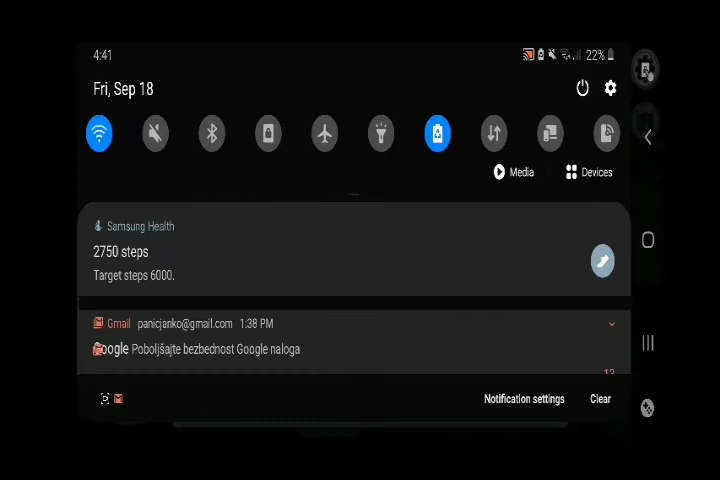 4:41
22%
Fri, Sep 18
Media
Devices
Samsung Health
2750 steps
Target steps 6000.
Gmail panicjanko@gmail.com 1:38 PM
Google Poboljšajte bezbednost Google naloga
Notification settings
Clear